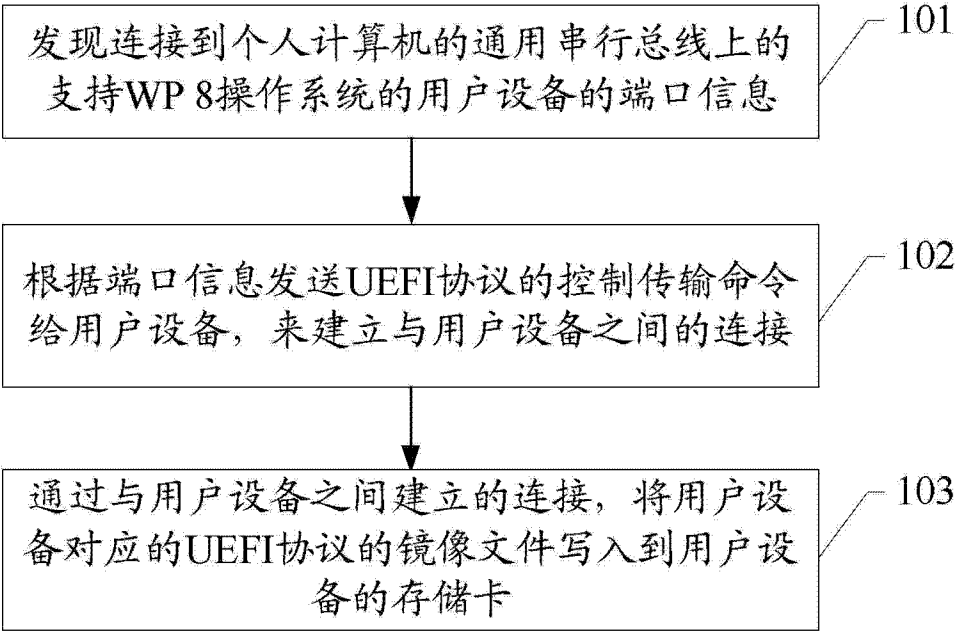 发现连接到个人计算机的通用串行总线上的
支持WP 8操作系统的用户设备的端口信息
101
根据端口信息发送UEFI协议的控制传输命令
给用户设备，来建立与用户设备之间的连接
102
通过与用户设备之间建立的连接，将用户设
备对应的UEFI协议的镜像文件写入到用户设
备的存储卡
103